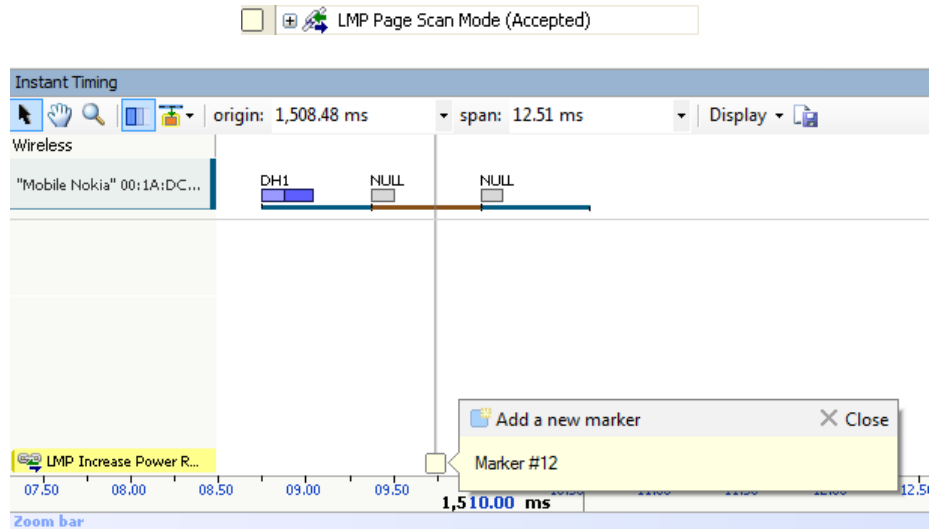 LMP Page Scan Mode (Accepted)
Instant Timing
origin: 1,508.48 ms span: 12.51 ms Display
Wireless
"Mobile Nokia" 00:1A:DC... DH1 NULL NULL
Add a new marker Close
LMP Increase Power R... Marker #12
07.50 08.00 08.50 09.00 09.50 12.50
1,510.00 ms
Zoom bar